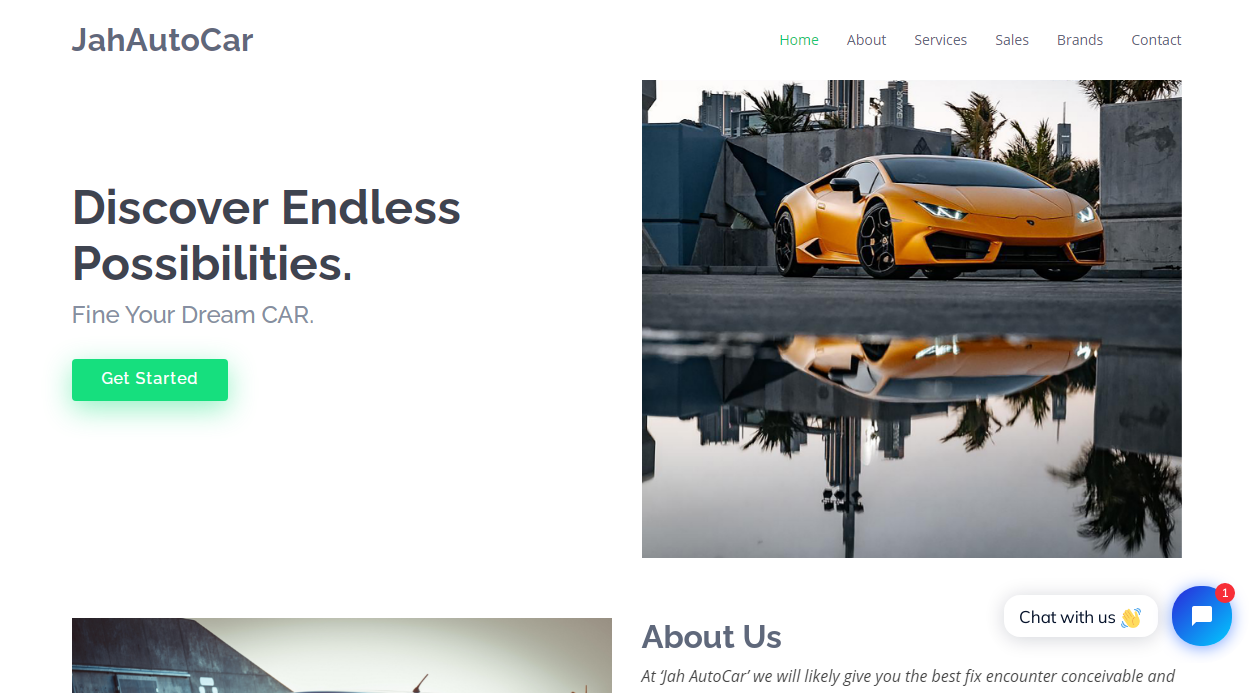 JahAutoCar
Home About Services Sales Brands Contact
Discover Endless
Possibilities.
Fine Your Dream CAR.
Get Started
Chat with us 👋
1
About Us
At ‘Jah AutoCar’ we will likely give you the best fix encounter conceivable and